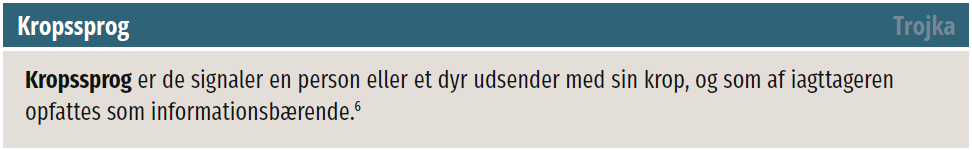 Kropssprog Trojka
Kropssprog er de signaler en person eller et dyr udsender med sin krop, og som af iagttageren
opfattes som informationsbærende.⁶